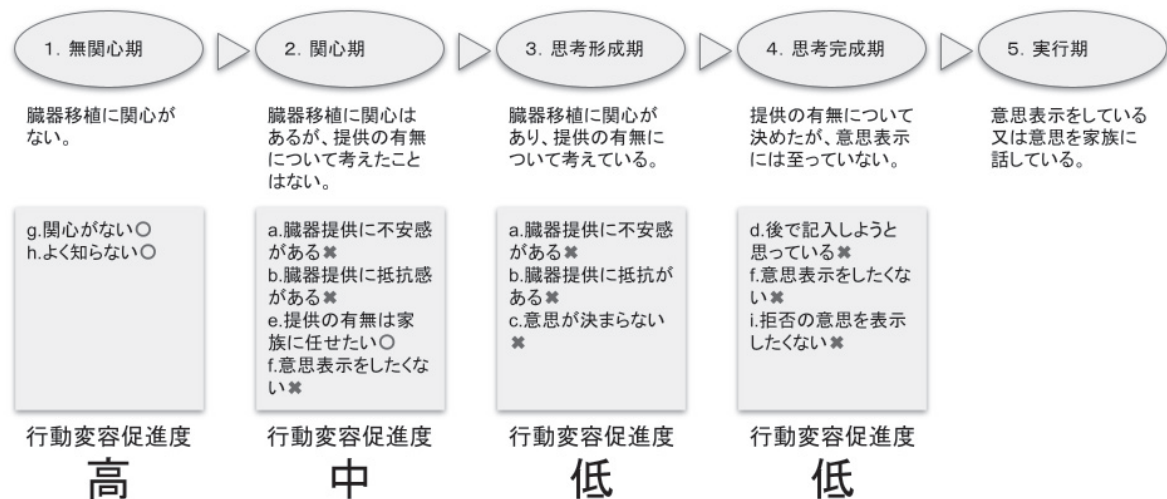 1. 無関心期
2. 関心期
3. 思考形成期
4. 思考完成期
5. 実行期
臓器移植に関心が
ない。
臓器移植に関心は
あるが、提供の有無
について考えたこと
はない。
臓器移植に関心が
あり、提供の有無に
ついて考えている。
提供の有無について
決めたが、意思表示
には至っていない。
意思表示をしている
又は意思を家族に
話している。
g.関心がない○
h.よく知らない○
a.臓器提供に不安感
がある✖
b.臓器提供に抵抗感
がある✖
e.提供の有無は家
族に任せたい○
f.意思表示をしたくな
い✖
a.臓器提供に不安感
がある✖
b.臓器提供に抵抗が
ある✖
c.意思が決まらない
✖
d.後で記入しようと
思っている✖
f.意思表示をしたくな
い✖
i.拒否の意思を表示
したくない✖
行動変容促進度
高
行動変容促進度
中
行動変容促進度
低
行動変容促進度
低